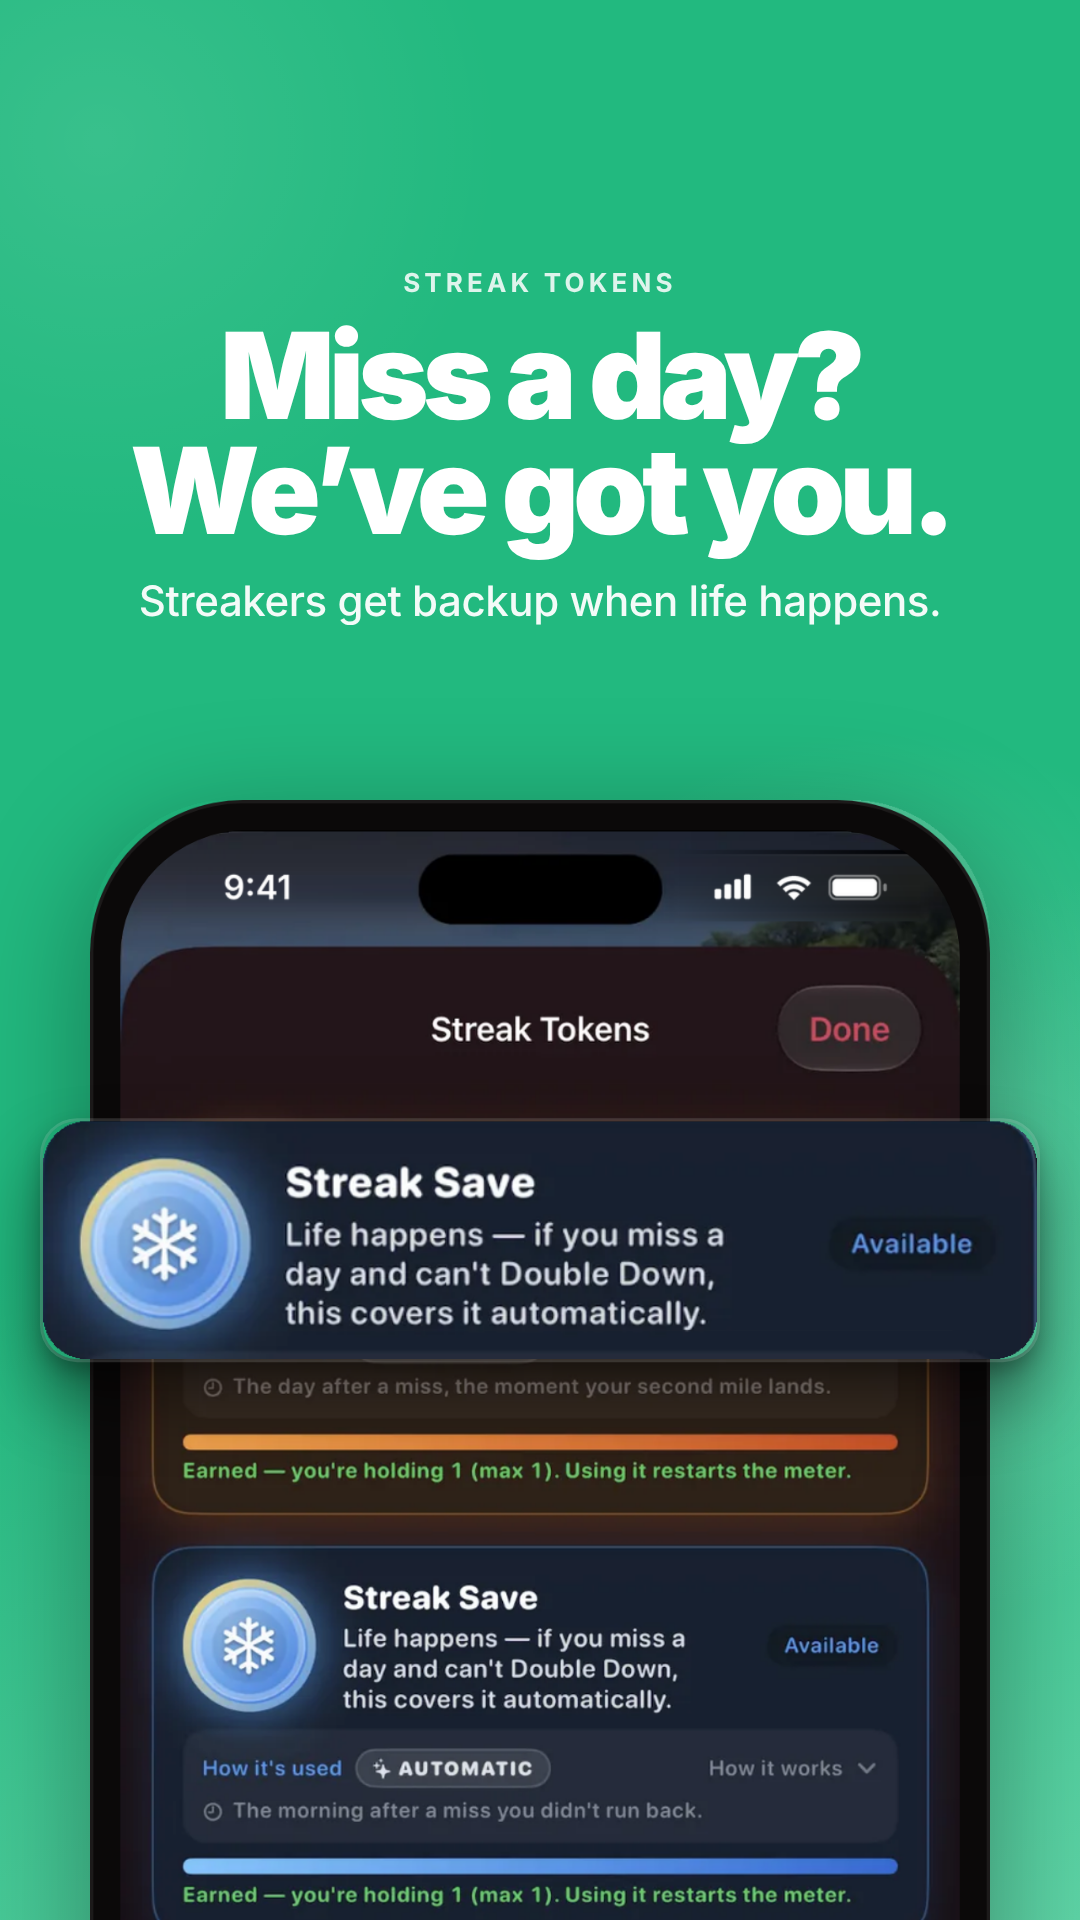 STREAK TOKENS
Miss a day?
We’ve got you.
Streakers get backup when life happens.
9:41
Streak Tokens
Done
Streak Save
Life happens — if you miss a
day and can't Double Down,
this covers it automatically.
Available
The day after a miss, the moment your second mile lands.
Earned — you're holding 1 (max 1). Using it restarts the meter.
Streak Save
Life happens — if you miss a
day and can't Double Down,
this covers it automatically.
Available
How it's used
AUTOMATIC
How it works
The morning after a miss you didn't run back.
Earned — you're holding 1 (max 1). Using it restarts the meter.